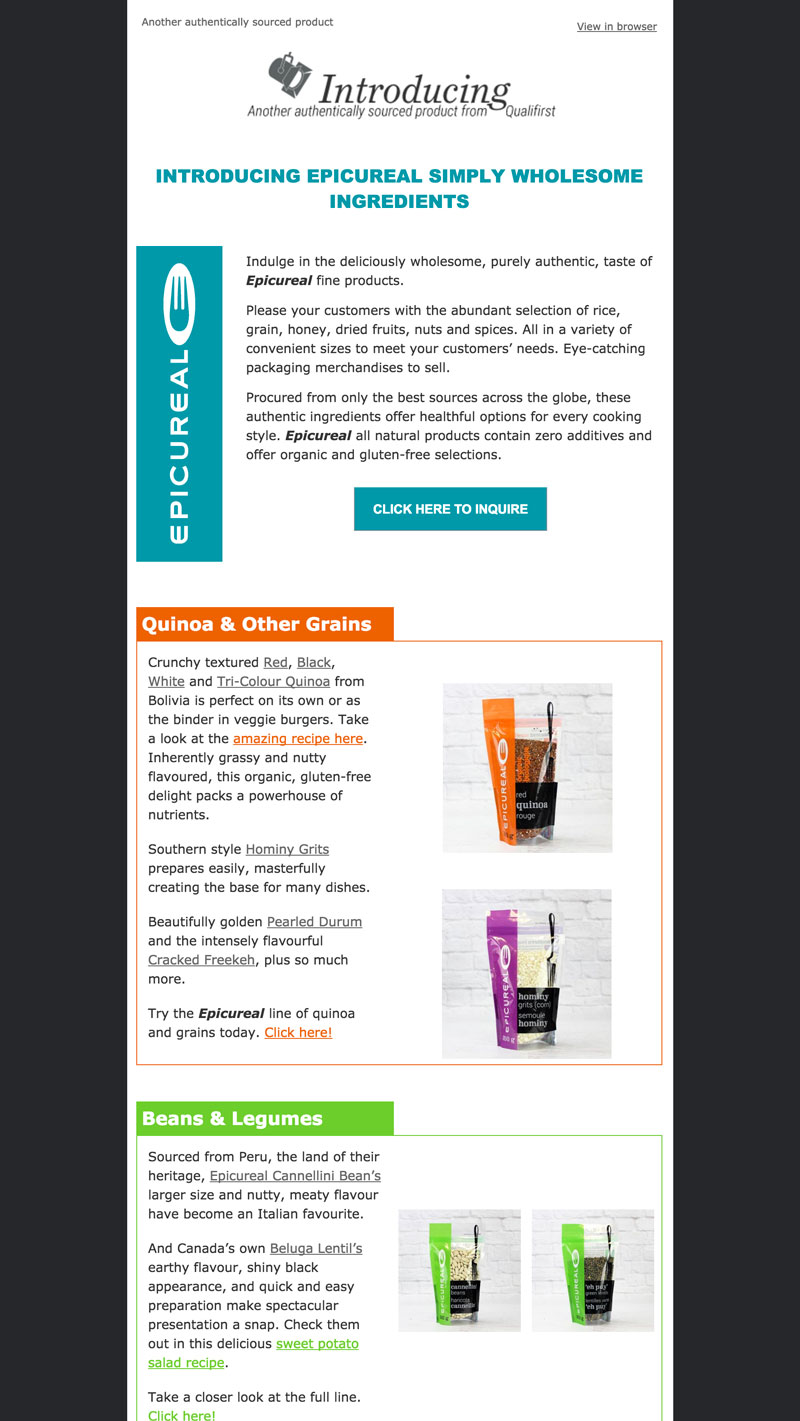 Another authentically sourced product
View in browser
Introducing
Another authentically sourced product from Qualifirst
INTRODUCING EPICUREAL SIMPLY WHOLESOME
INGREDIENTS
EPICUREAL
Indulge in the deliciously wholesome, purely authentic, taste of
Epicureal fine products.
Please your customers with the abundant selection of rice,
grain, honey, dried fruits, nuts and spices. All in a variety of
convenient sizes to meet your customers’ needs. Eye-catching
packaging merchandises to sell.
Procured from only the best sources across the globe, these
authentic ingredients offer healthful options for every cooking
style. Epicureal all natural products contain zero additives and
offer organic and gluten-free selections.
CLICK HERE TO INQUIRE
Quinoa & Other Grains
Crunchy textured Red, Black,
White and Tri-Colour Quinoa from
Bolivia is perfect on its own or as
the binder in veggie burgers. Take
a look at the amazing recipe here.
Inherently grassy and nutty
flavoured, this organic, gluten-free
delight packs a powerhouse of
nutrients.
Southern style Hominy Grits
prepares easily, masterfully
creating the base for many dishes.
Beautifully golden Pearled Durum
and the intensely flavourful
Cracked Freekeh, plus so much
more.
Try the Epicureal line of quinoa
and grains today. Click here!
EPICUREAL
red
quinoa
rouge
EPICUREAL
hominy
grits (corn)
semoule
hominy
Beans & Legumes
Sourced from Peru, the land of their
heritage, Epicureal Cannellini Bean’s
larger size and nutty, meaty flavour
have become an Italian favourite.
And Canada’s own Beluga Lentil’s
earthy flavour, shiny black
appearance, and quick and easy
preparation make spectacular
presentation a snap. Check them
out in this delicious sweet potato
salad recipe.
Take a closer look at the full line.
Click here!
EPICUREAL
cannellini
beans
haricots
EPICUREAL
green lentils